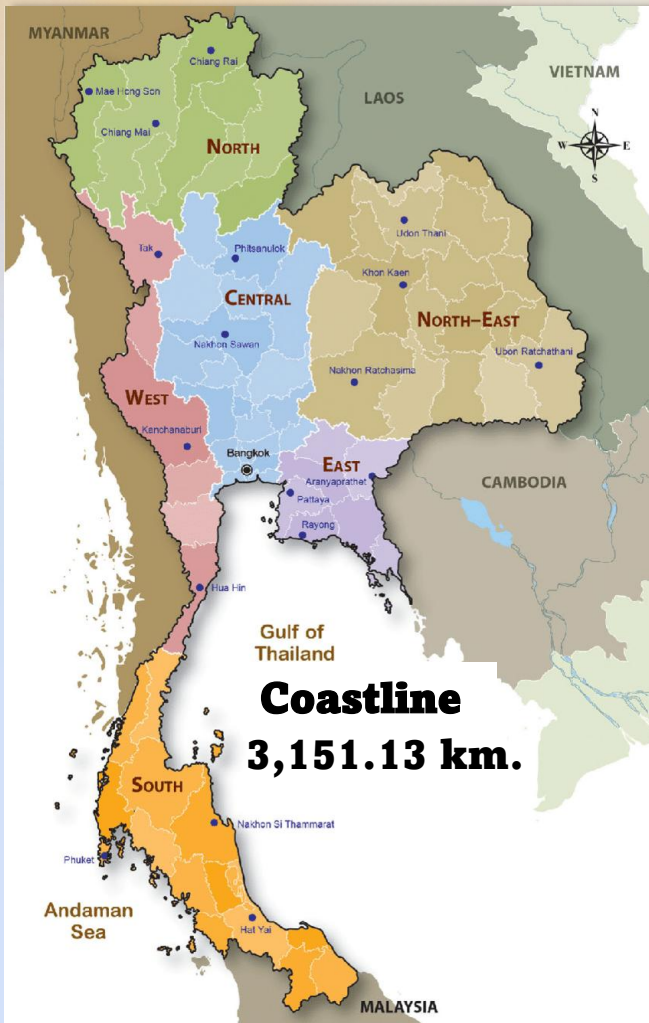 MYANMAR
Chiang Rai
VIETNAM
Mae Hong Son
LAOS
N
Chiang Mai
W
E
NORTH
S
Udon Thani
Tak
Phitsanulok
Khon Kaen
CENTRAL
NORTH–EAST
Nakhon Sawan
Ubon Ratchathani
Nakhon Ratchasima
WEST
Kanchanaburi
Bangkok
EAST
Aranyaprathet
CAMBODIA
Pattaya
Rayong
Hua Hin
Gulf of
Thailand
Coastline
3,151.13 km.
SOUTH
Nakhon Si Thammarat
Phuket
Andaman
Sea
Hat Yai
MALAYSIA